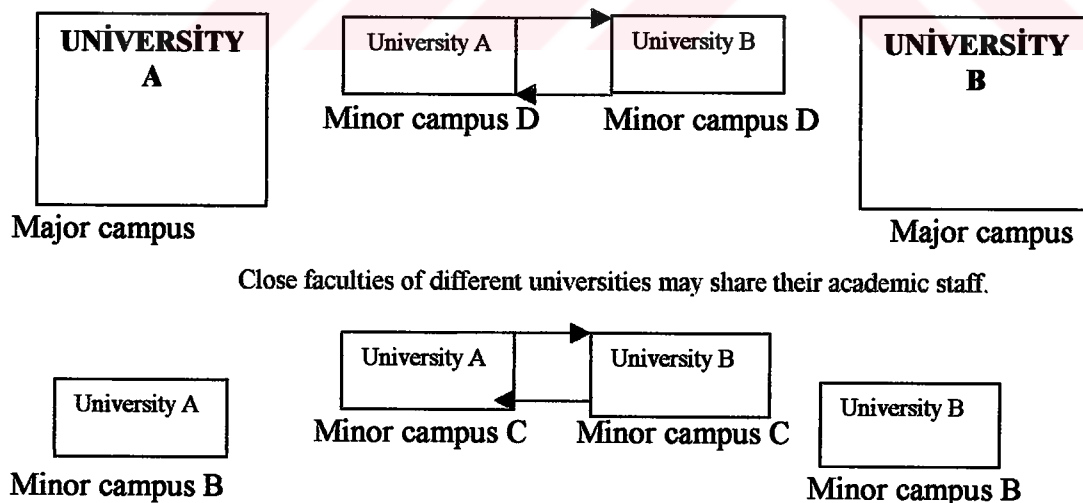 UNİVERSİTY
A
University A
University B
UNİVERSİTY
B
Minor campus D
Minor campus D
Major campus
Major campus
Close faculties of different universities may share their academic staff.
University A
University B
University A
University B
Minor campus C
Minor campus C
Minor campus B
Minor campus B